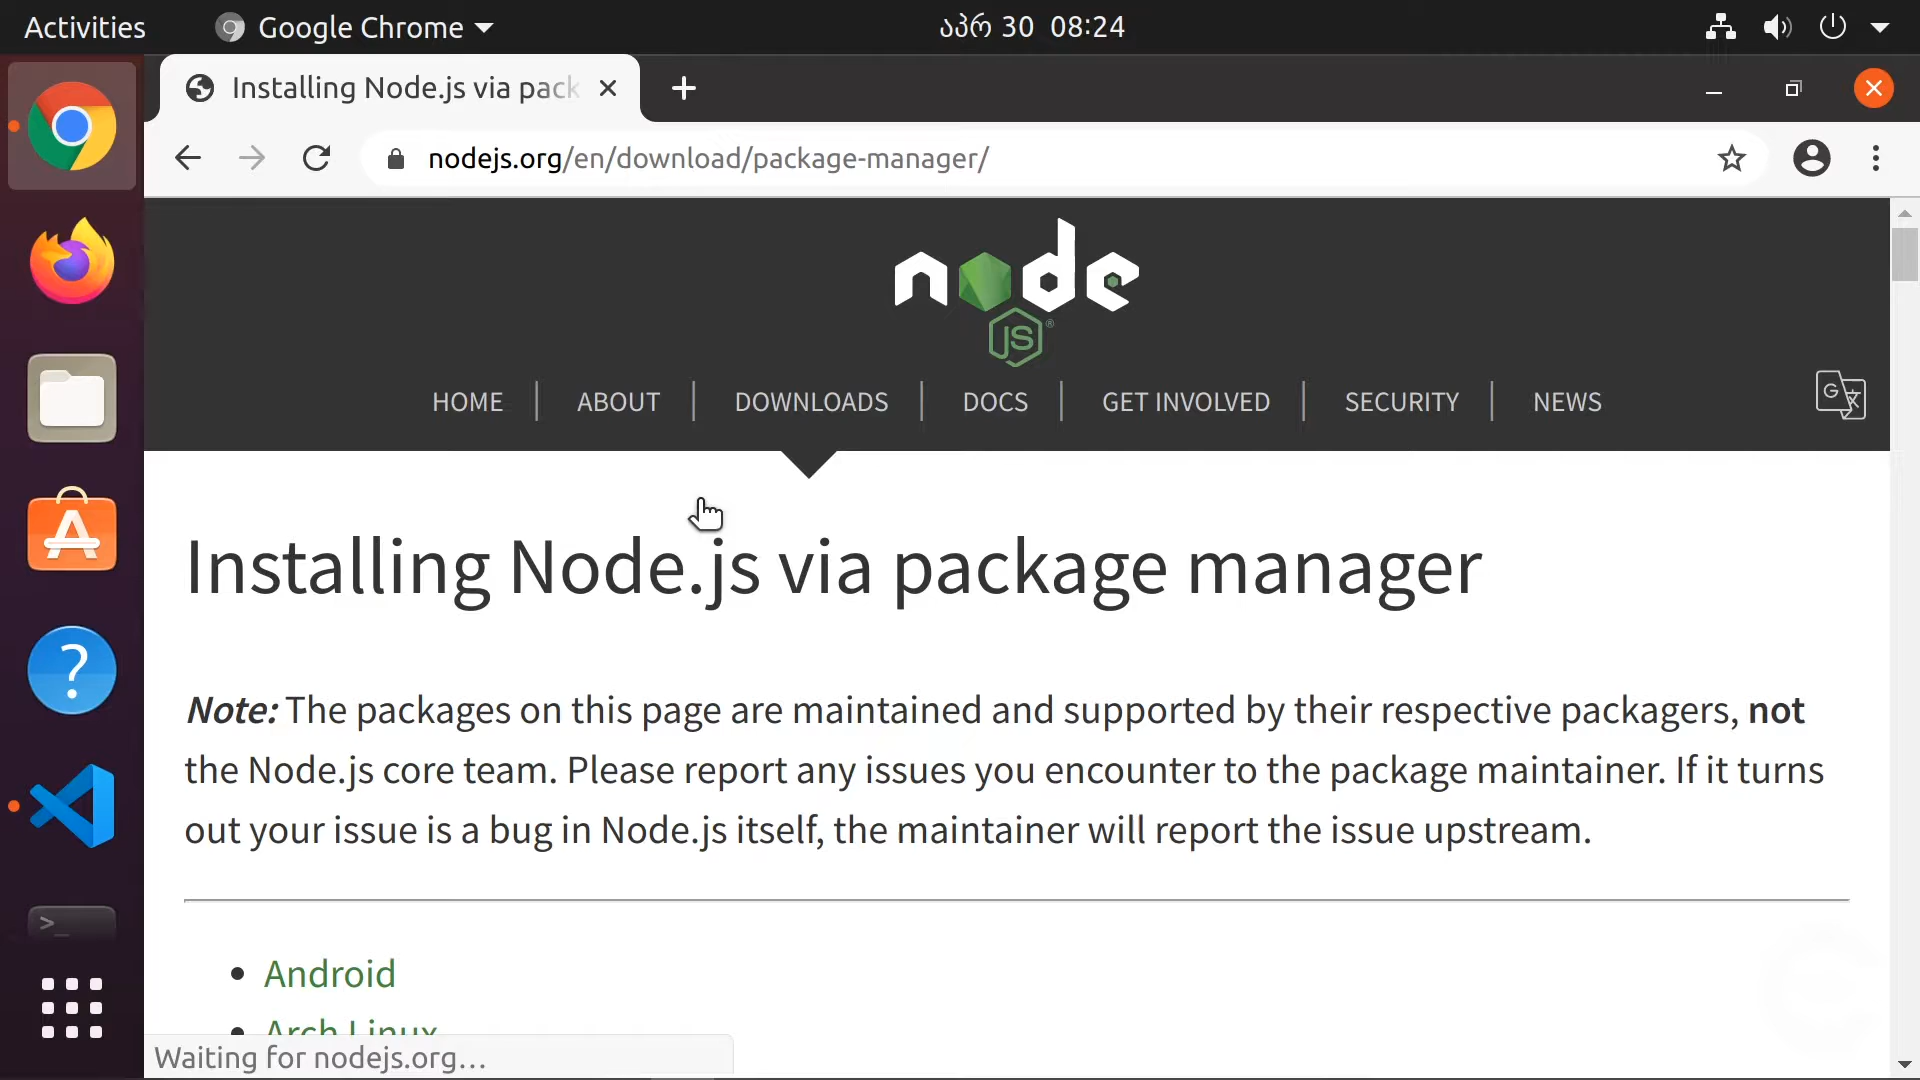 Activities
Google Chrome
აპრ 30 08:24
Installing Node.js via pack
nodejs.org/en/download/package-manager/
node
JS
HOME
ABOUT
DOWNLOADS
DOCS
GET INVOLVED
SECURITY
NEWS
Installing Node.js via package manager
Note: The packages on this page are maintained and supported by their respective packagers, not
the Node.js core team. Please report any issues you encounter to the package maintainer. If it turns
out your issue is a bug in Node.js itself, the maintainer will report the issue upstream.
• Android
• Arch Linux
Waiting for nodejs.org...